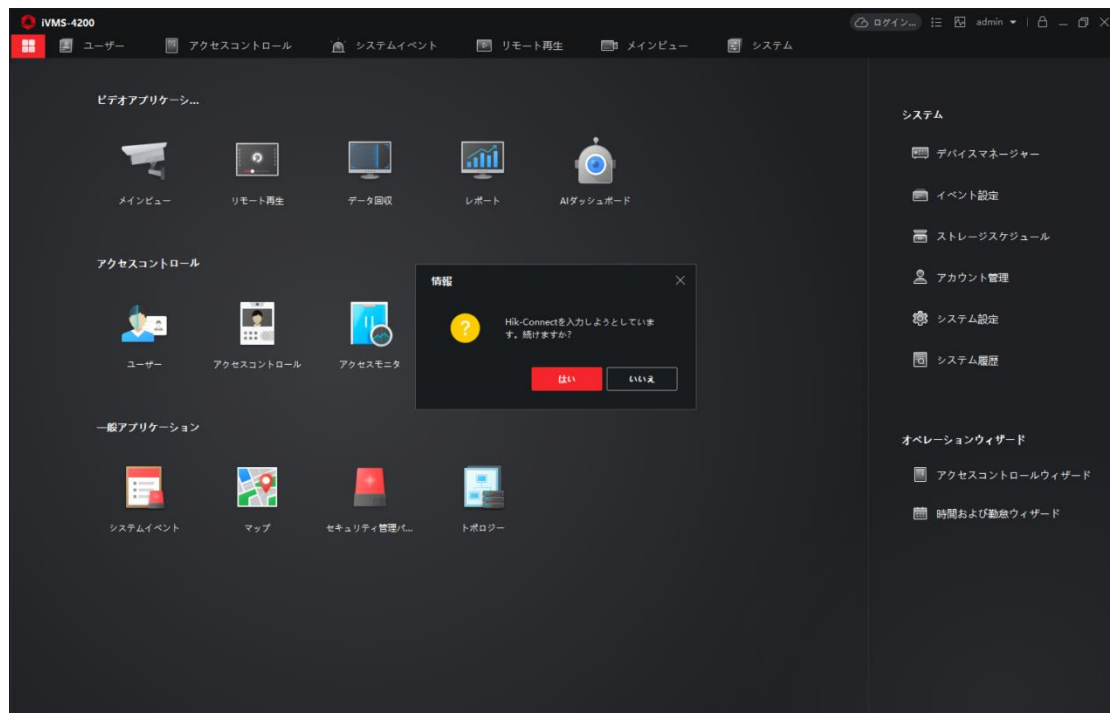 iVMS-4200
ログイン...
admin
ユーザー
アクセスコントロール
システムイベント
リモート再生
メインビュー
システム
ビデオアプリケーシ...
メインビュー
リモート再生
データ回収
レポート
AIダッシュボード
アクセスコントロール
ユーザー
アクセスコントロール
アクセスモニタ
一般アプリケーション
システムイベント
マップ
セキュリティ管理パ...
トポロジー
情報
Hik-Connectを入力しようとしていま
す。続けますか?
はい
いいえ
システム
デバイスマネージャー
イベント設定
ストレージスケジュール
アカウント管理
システム設定
システム履歴
オペレーションウィザード
アクセスコントロールウィザード
時間および勤怠ウィザード